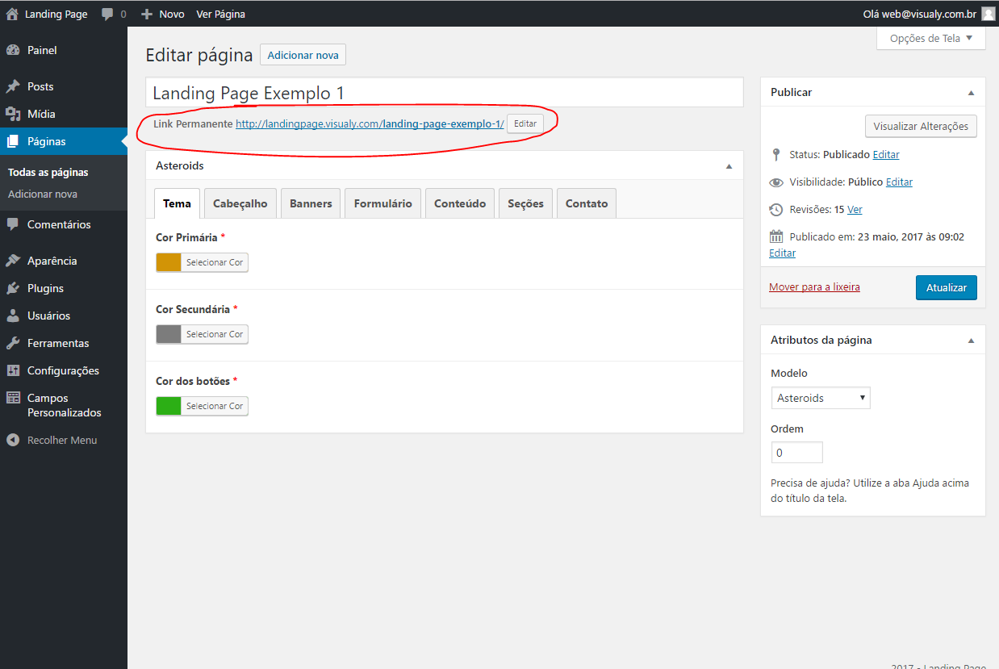 Landing Page 0 Novo Ver Página Olá web@visualy.com.br
Opções de Tela
Painel
Posts
Mídia
Páginas
Todas as páginas
Adicionar nova
Comentários
Aparência
Plugins
Usuários
Ferramentas
Configurações
Campos
Personalizados
Recolher Menu
Editar página Adicionar nova
Landing Page Exemplo 1
Link Permanente http://landingpage.visualy.com/landing-page-exemplo-1/ Editar
Asteroids
Tema Cabeçalho Banners Formulário Conteúdo Seções Contato
Cor Primária *
Selecionar Cor
Cor Secundária *
Selecionar Cor
Cor dos botões *
Selecionar Cor
Publicar
Visualizar Alterações
Status: Publicado Editar
Visibilidade: Público Editar
Revisões: 15 Ver
Publicado em: 23 maio, 2017 às 09:02
Editar
Mover para a lixeira Atualizar
Atributos da página
Modelo
Asteroids
Ordem
0
Precisa de ajuda? Utilize a aba Ajuda acima
do título da tela.
2017 - Landing Page